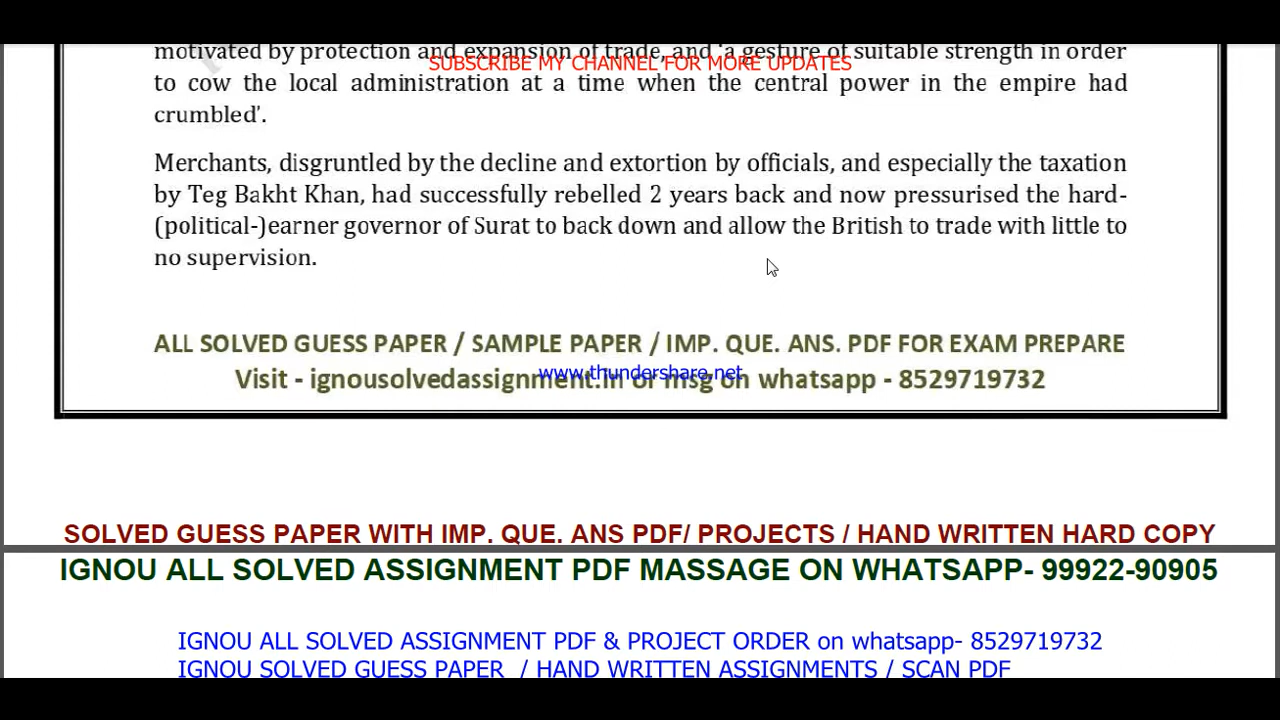 motivated by protection and expansion of trade, and 'a gesture of suitable strength in order
SUBSCRIBE MY CHANNEL FOR MORE UPDATES
to cow the local administration at a time when the central power in the empire had
crumbled'.
Merchants, disgruntled by the decline and extortion by officials, and especially the taxation
by Teg Bakht Khan, had successfully rebelled 2 years back and now pressurised the hard-
(political-)earner governor of Surat to back down and allow the British to trade with little to
no supervision.
ALL SOLVED GUESS PAPER / SAMPLE PAPER / IMP. QUE. ANS. PDF FOR EXAM PREPARE
www.thundershare.net
Visit - ignousolvedassignment.in or msg on whatsapp - 8529719732
SOLVED GUESS PAPER WITH IMP. QUE. ANS PDF/ PROJECTS / HAND WRITTEN HARD COPY
IGNOU ALL SOLVED ASSIGNMENT PDF MASSAGE ON WHATSAPP- 99922-90905
IGNOU ALL SOLVED ASSIGNMENT PDF & PROJECT ORDER on whatsapp- 8529719732
IGNOU SOLVED GUESS PAPER / HAND WRITTEN ASSIGNMENTS / SCAN PDF